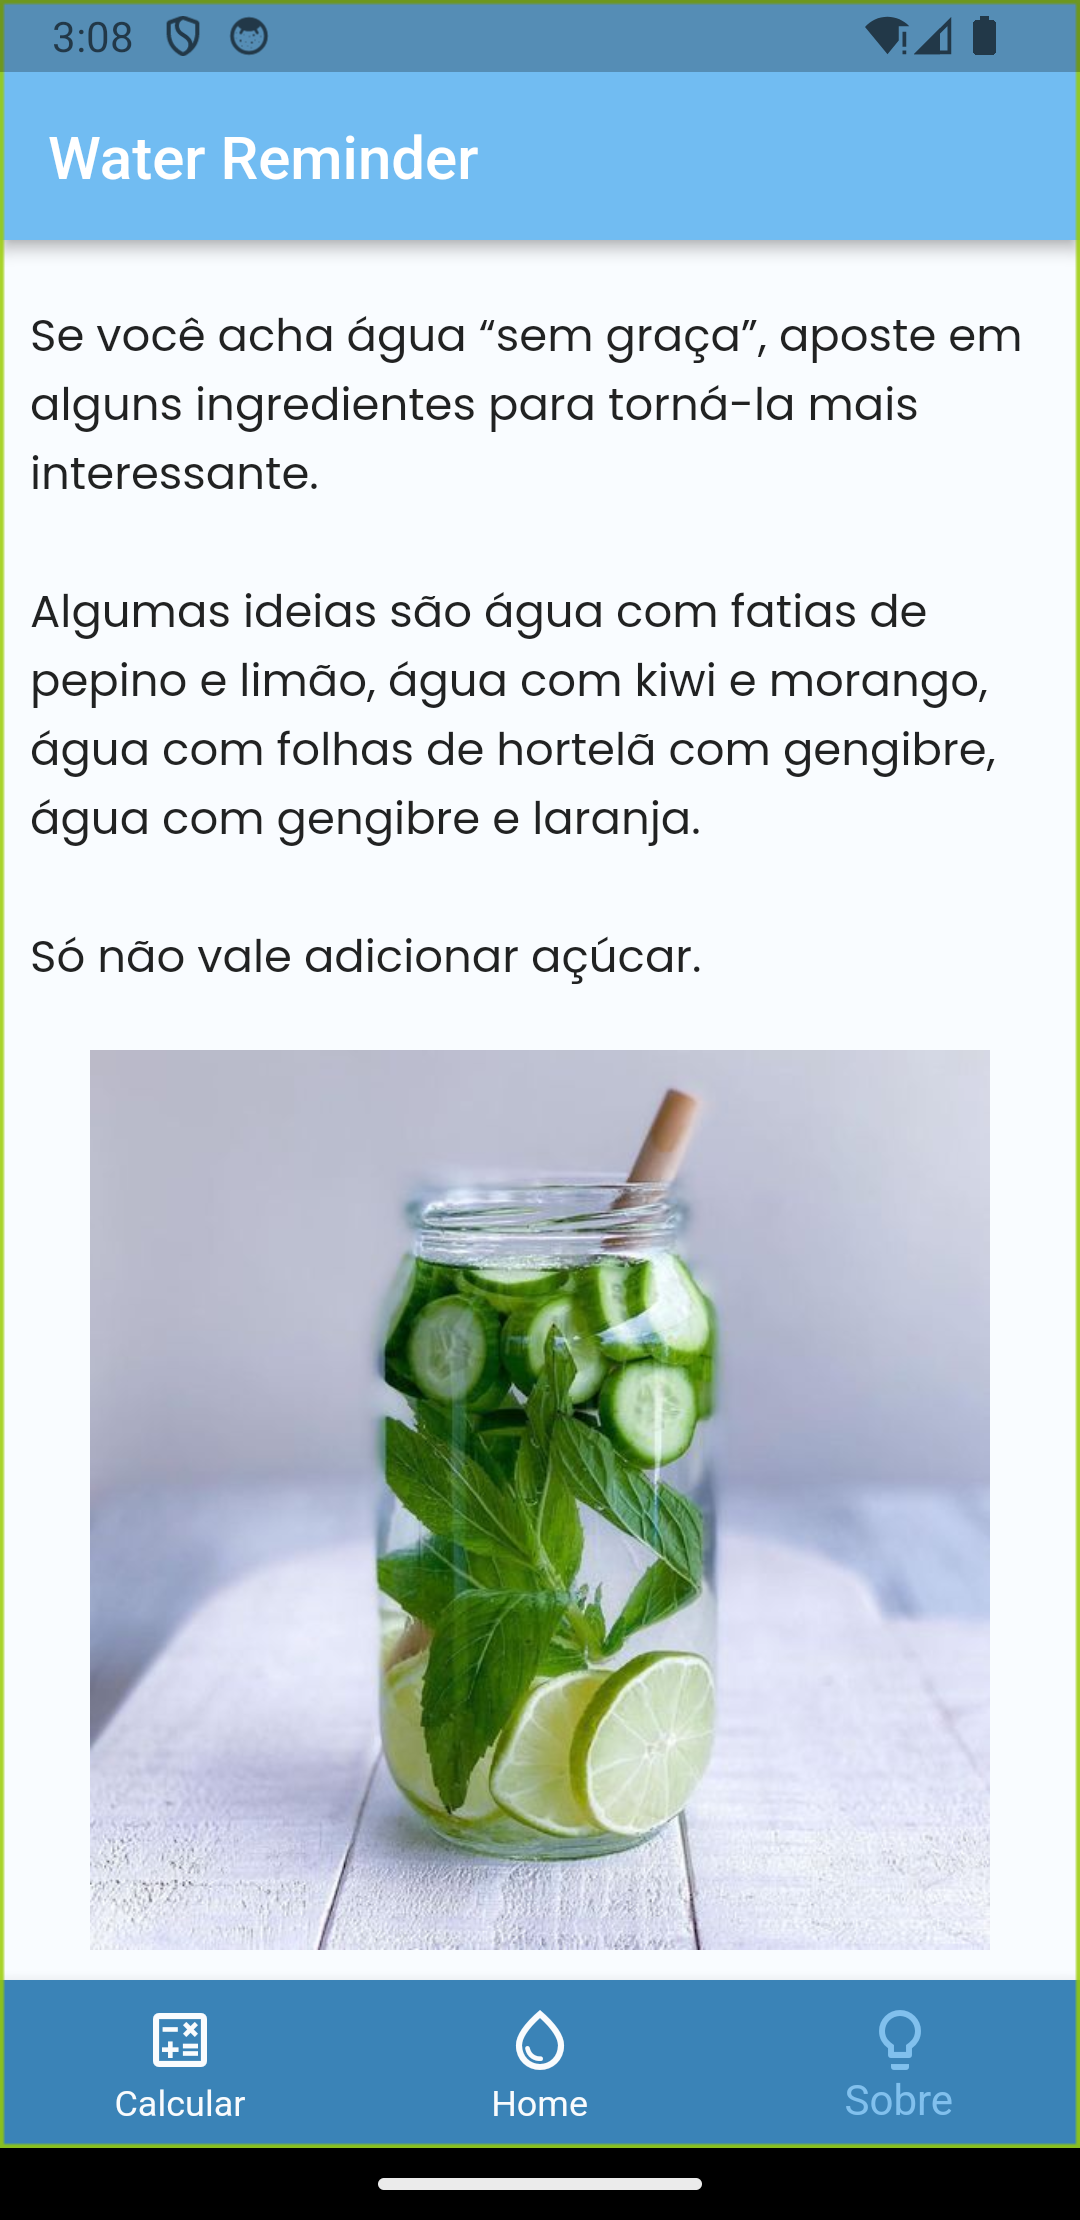 3:08
Water Reminder
Se você acha água “sem graça”, aposte em
alguns ingredientes para torná-la mais
interessante.
Algumas ideias são água com fatias de
pepino e limão, água com kiwi e morango,
água com folhas de hortelã com gengibre,
água com gengibre e laranja.
Só não vale adicionar açúcar.
Calcular
Home
Sobre